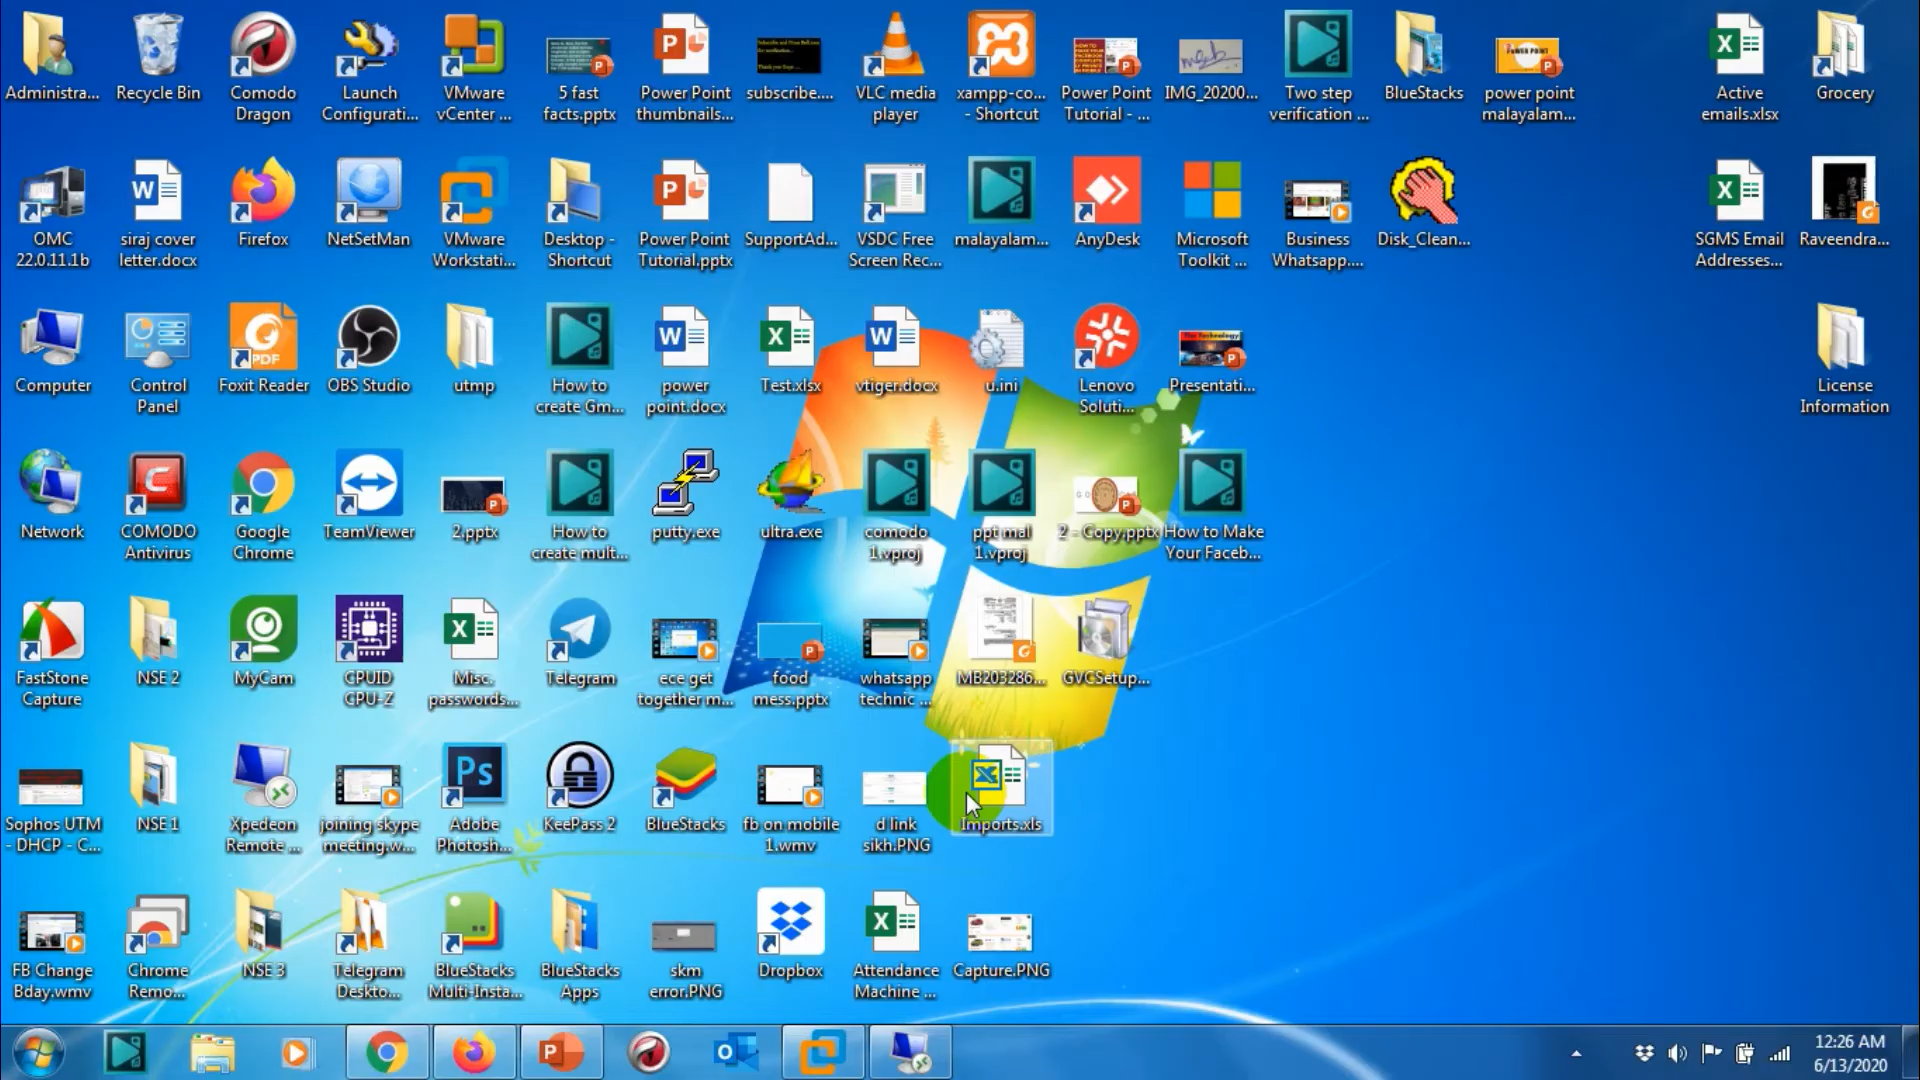 Administra...
Recycle Bin
Comodo
Dragon
Launch
Configurati...
VMware
vCenter ...
5 fast
facts.pptx
Power Point
thumbnails...
subscribe....
VLC media
player
xampp-co...
- Shortcut
Power Point
Tutorial - ...
IMG_20200...
Two step
verification ...
BlueStacks
power point
malayalam...
Active
emails.xlsx
Grocery
OMC
22.0.11.1b
siraj cover
letter.docx
Firefox
NetSetMan
VMware
Workstati...
Desktop -
Shortcut
Power Point
Tutorial.pptx
SupportAd...
VSDC Free
Screen Rec...
malayalam...
AnyDesk
Microsoft
Toolkit ...
Business
Whatsapp....
Disk_Clean...
SGMS Email
Addresses...
Raveendra...
Computer
Control
Panel
Foxit Reader
OBS Studio
utmp
How to
create Gm...
power
point.docx
Test.xlsx
vtiger.docx
u.ini
Lenovo
Soluti...
Presentati...
License
Information
Network
COMODO
Antivirus
Google
Chrome
TeamViewer
2.pptx
How to
create mult...
putty.exe
ultra.exe
comodo
1.vproj
ppt mal
1.vproj
2 - Copy.pptx
How to Make
Your Faceb...
FastStone
Capture
NSE 2
MyCam
CPUID
CPU-Z
Misc.
passwords...
Telegram
ece get
together m...
food
mess.pptx
whatsapp
technic ...
MB203286...
GVCSetup...
Sophos UTM
- DHCP - C...
NSE 1
Xpedeon
Remote ...
joining skype
meeting.w...
Adobe
Photosh...
KeePass 2
BlueStacks
fb on mobile
1.wmv
d link
sikh.PNG
Imports.xls
FB Change
Bday.wmv
Chrome
Remo...
NSE 3
Telegram
Deskto...
BlueStacks
Multi-Insta...
BlueStacks
Apps
skm
error.PNG
Dropbox
Attendance
Machine ...
Capture.PNG
12:26 AM
6/13/2020